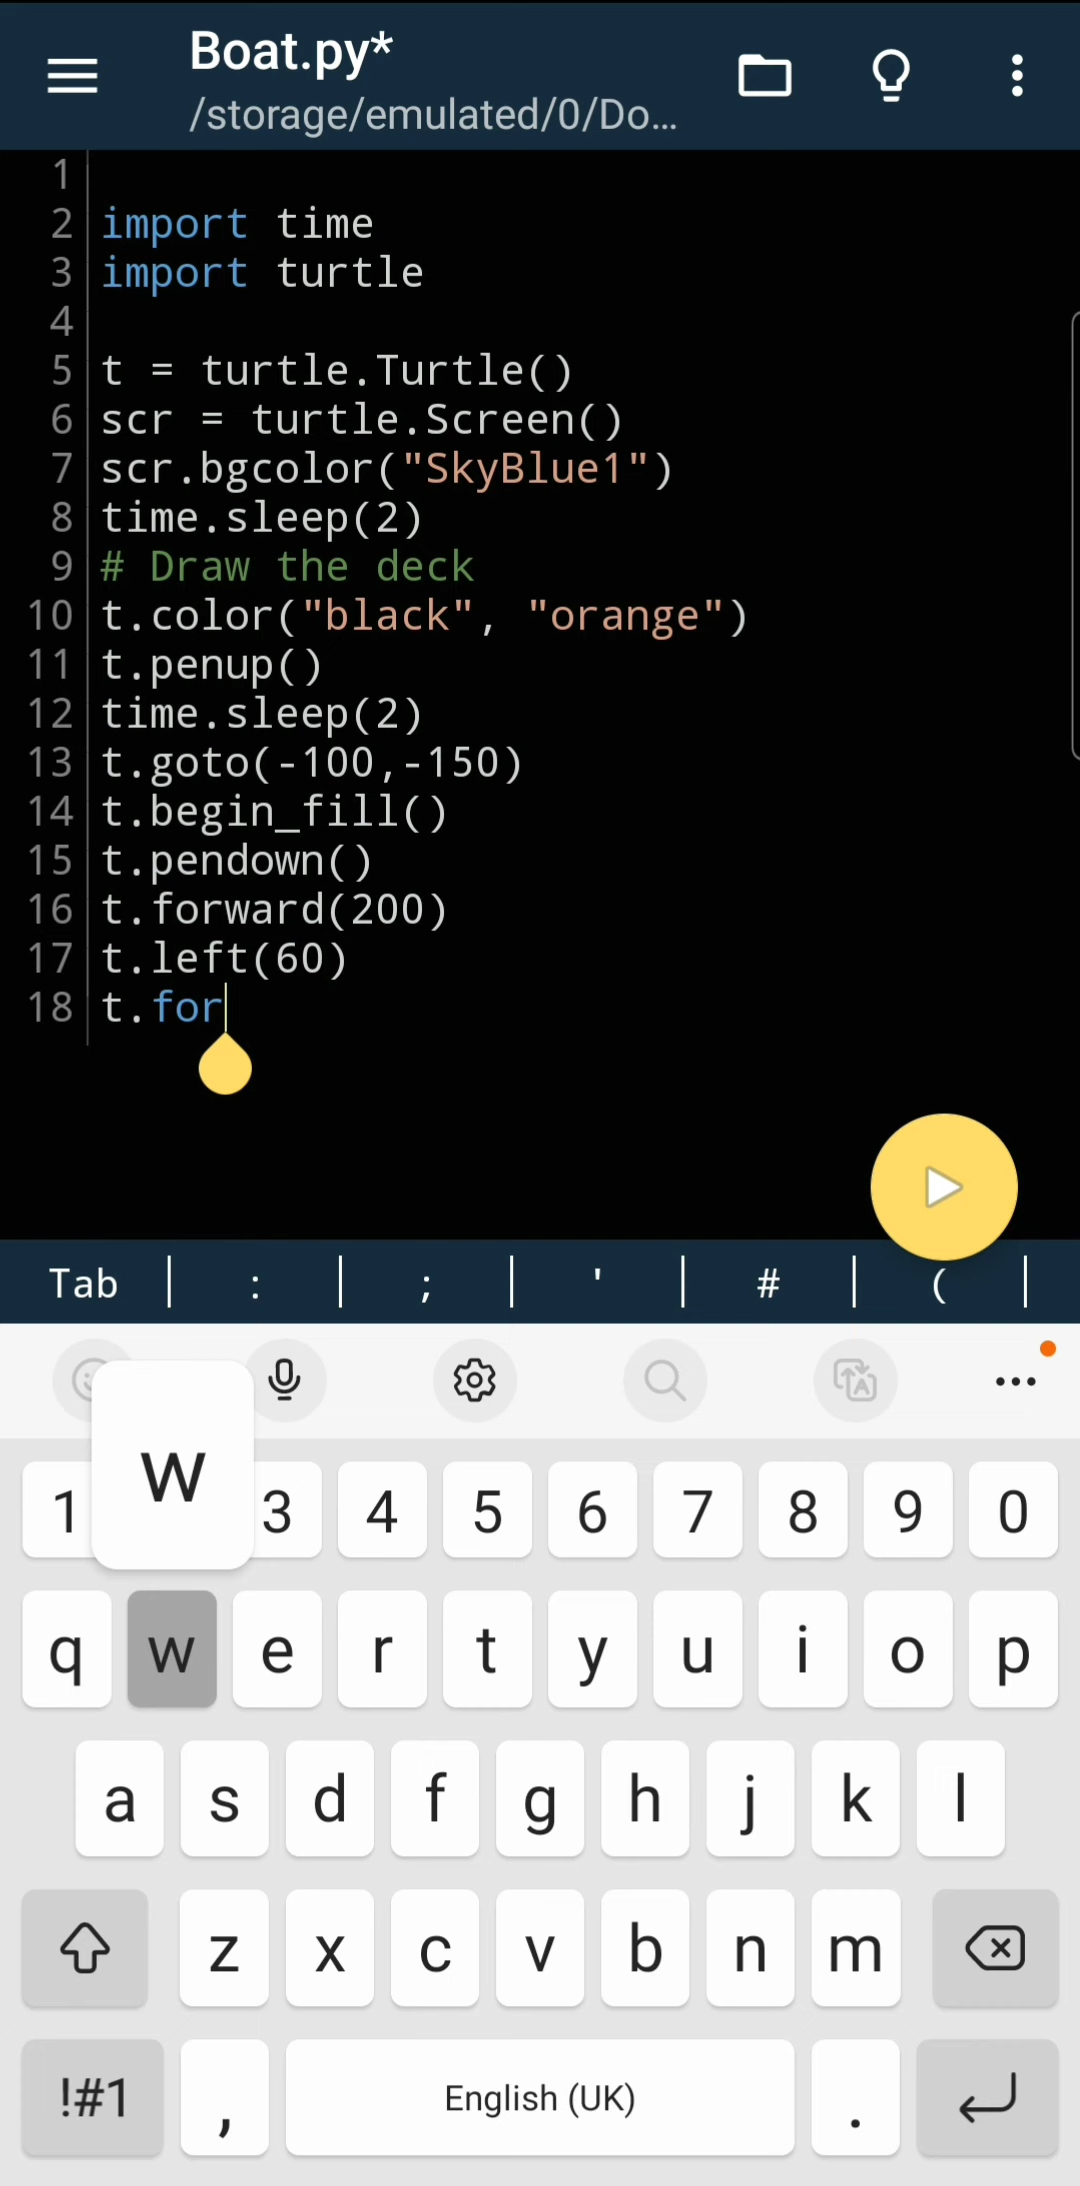 Boat.py*
/storage/emulated/0/Do...
1
2 import time
3 import turtle
4
5 t = turtle.Turtle()
6 scr = turtle.Screen()
7 scr.bgcolor("SkyBlue1")
8 time.sleep(2)
9 # Draw the deck
10 t.color("black", "orange")
11 t.penup()
12 time.sleep(2)
13 t.goto(-100,-150)
14 t.begin_fill()
15 t.pendown()
16 t.forward(200)
17 t.left(60)
18 t.for
Tab | : | ; | ' | # | ( |
w
1 3 4 5 6 7 8 9 0
q w e r t y u i o p
a s d f g h j k l
z x c v b n m
!#1 , English (UK) .